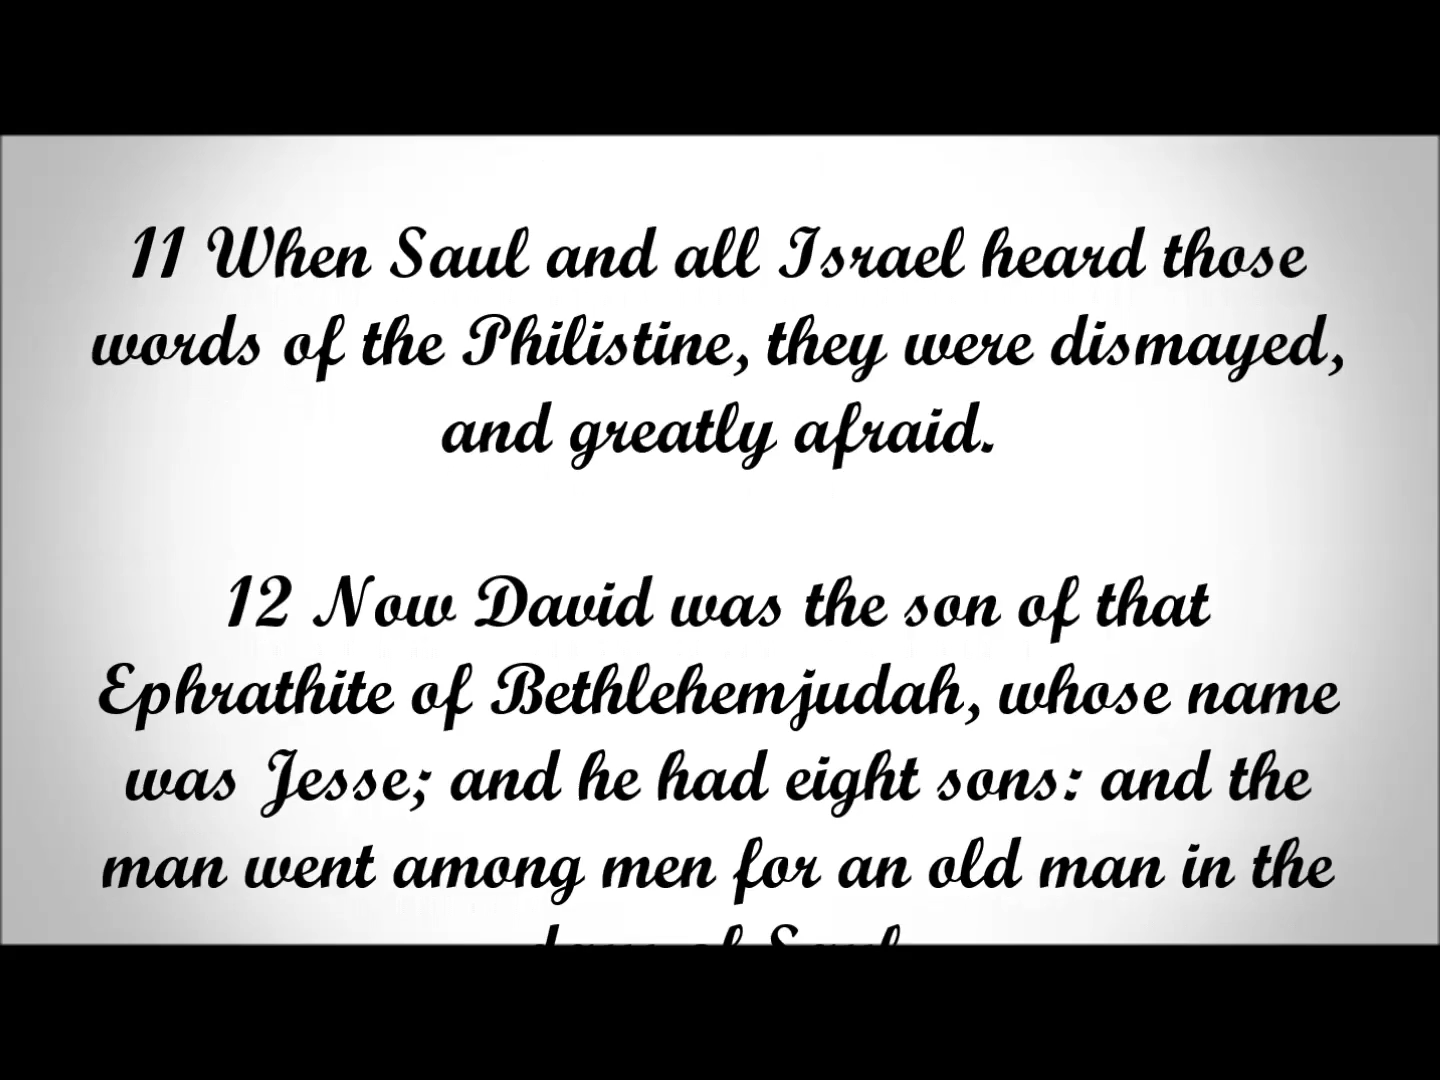 11 When Saul and all Israel heard those
words of the Philistine, they were dismayed,
and greatly afraid.
12 Now David was the son of that
Ephrathite of Bethlehemjudah, whose name
was Jesse; and he had eight sons: and the
man went among men for an old man in the
of Saul